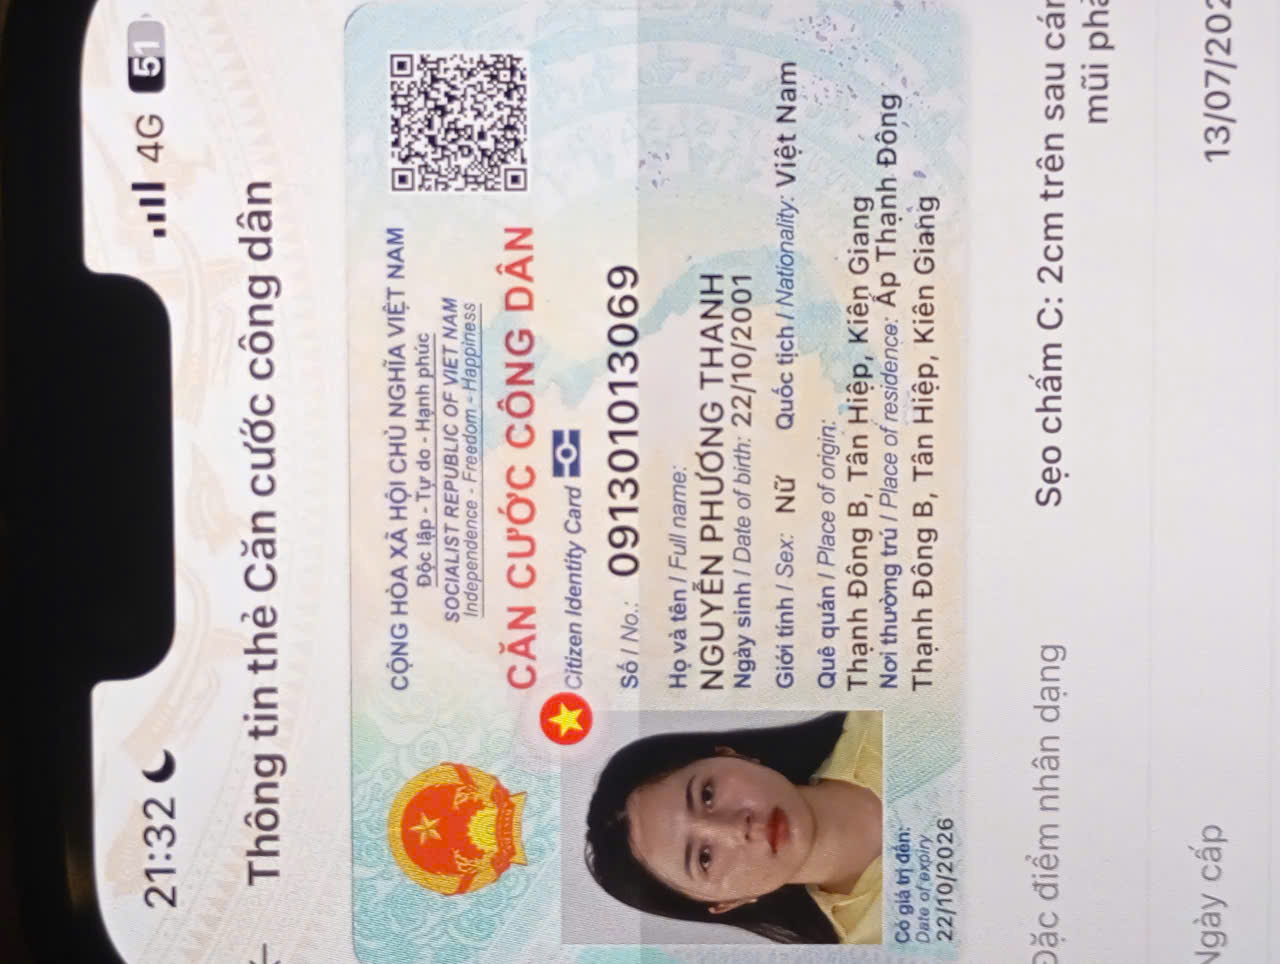 21:32
4G
51
Thông tin thẻ Căn cước công dân
CỘNG HÒA XÃ HỘI CHỦ NGHĨA VIỆT NAM
Độc lập - Tự do - Hạnh phúc
SOCIALIST REPUBLIC OF VIET NAM
Independence - Freedom - Happiness
CĂN CƯỚC CÔNG DÂN
Citizen Identity Card
Số / No.: 091301013069
Họ và tên / Full name:
NGUYỄN PHƯƠNG THANH
Ngày sinh / Date of birth: 22/10/2001
Giới tính / Sex: Nữ Quốc tịch / Nationality: Việt Nam
Quê quán / Place of origin:
Thạnh Đông B, Tân Hiệp, Kiên Giang
Nơi thường trú / Place of residence: Ấp Thạnh Đông
Thạnh Đông B, Tân Hiệp, Kiên Giang
Có giá trị đến:
Date of expiry
22/10/2026
Đặc điểm nhân dạng
Sẹo chấm C: 2cm trên sau
mũi
Ngày cấp
13/07/202